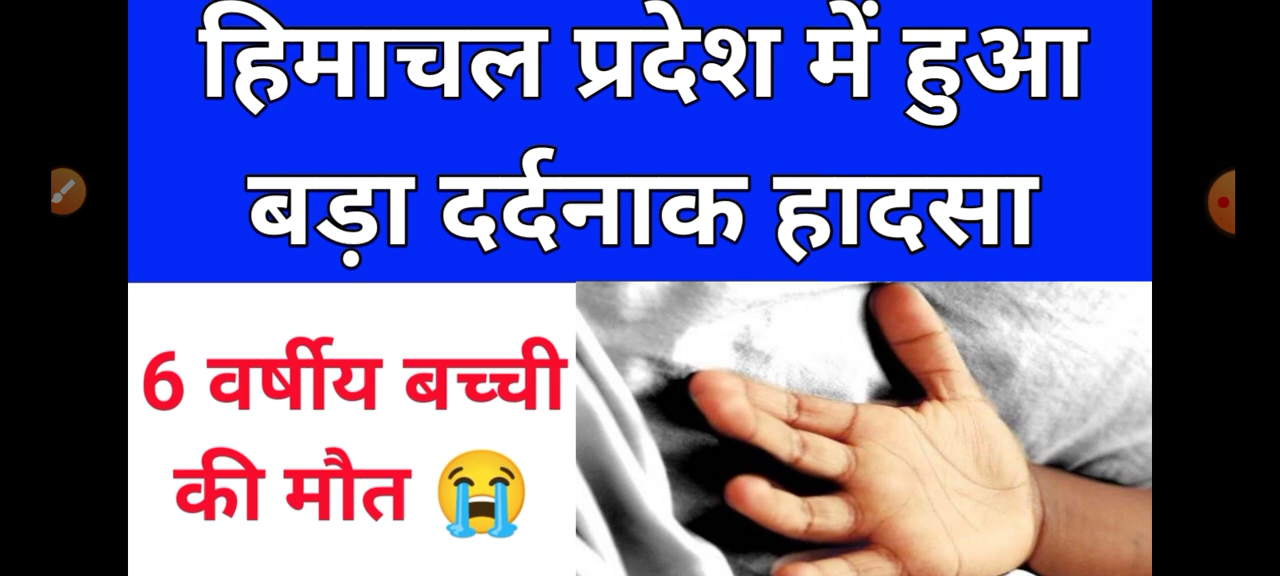 हिमाचल प्रदेश में हुआ
बड़ा दर्दनाक हादसा
6 वर्षीय बच्ची
की मौत 😭